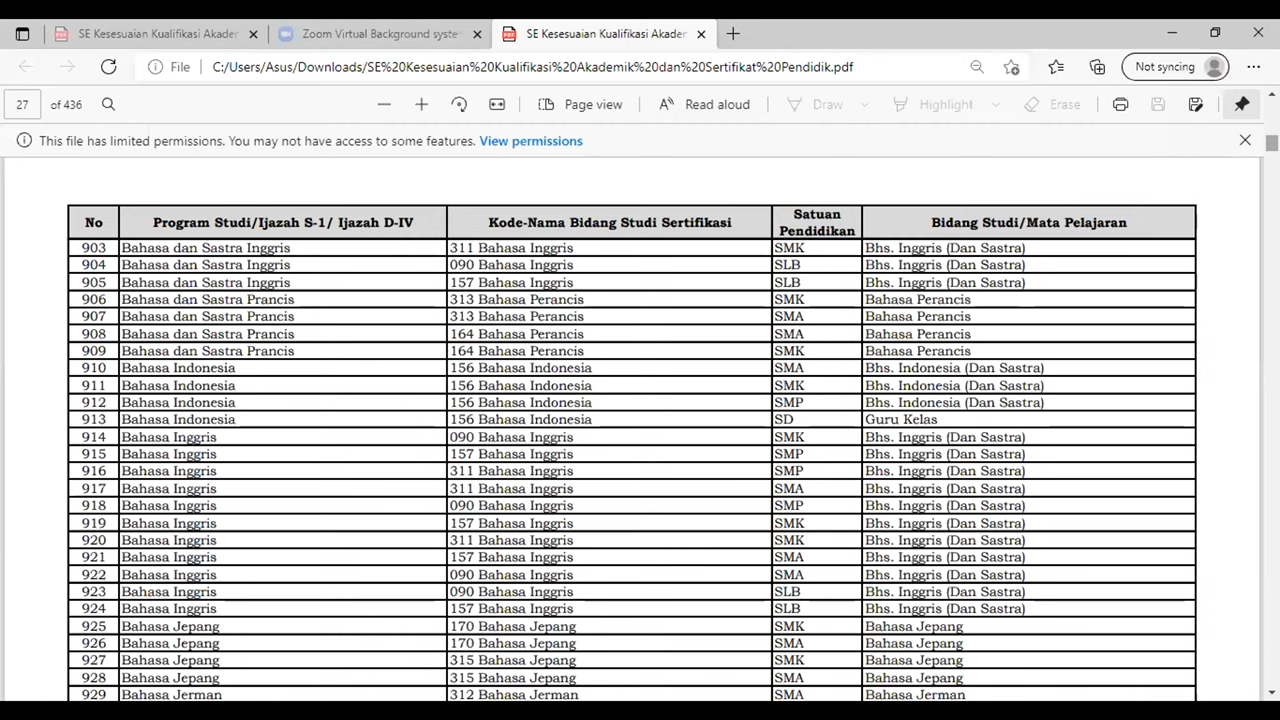 SE Kesesuaian Kualifikasi Akader
Zoom Virtual Background syste
SE Kesesuaian Kualifikasi Akader
Not syncing
File C:/Users/Asus/Downloads/SE%20Kesesuaian%20Kualifikasi%20Akademik%20dan%20Sertifikat%20Pendidik.pdf
27 of 436 Page view Read aloud Draw Highlight Erase
This file has limited permissions. You may not have access to some features. View permissions
No Program Studi/Ijazah S-1/ Ijazah D-IV Kode-Nama Bidang Studi Sertifikasi Satuan Pendidikan Bidang Studi/Mata Pelajaran
903 Bahasa dan Sastra Inggris 311 Bahasa Inggris SMK Bhs. Inggris (Dan Sastra)
904 Bahasa dan Sastra Inggris 090 Bahasa Inggris SLB Bhs. Inggris (Dan Sastra)
905 Bahasa dan Sastra Inggris 157 Bahasa Inggris SLB Bhs. Inggris (Dan Sastra)
906 Bahasa dan Sastra Prancis 313 Bahasa Perancis SMK Bahasa Perancis
907 Bahasa dan Sastra Prancis 313 Bahasa Perancis SMA Bahasa Perancis
908 Bahasa dan Sastra Prancis 164 Bahasa Perancis SMA Bahasa Perancis
909 Bahasa dan Sastra Prancis 164 Bahasa Perancis SMK Bahasa Perancis
910 Bahasa Indonesia 156 Bahasa Indonesia SMA Bhs. Indonesia (Dan Sastra)
911 Bahasa Indonesia 156 Bahasa Indonesia SMK Bhs. Indonesia (Dan Sastra)
912 Bahasa Indonesia 156 Bahasa Indonesia SMP Bhs. Indonesia (Dan Sastra)
913 Bahasa Indonesia 156 Bahasa Indonesia SD Guru Kelas
914 Bahasa Inggris 090 Bahasa Inggris SMK Bhs. Inggris (Dan Sastra)
915 Bahasa Inggris 157 Bahasa Inggris SMP Bhs. Inggris (Dan Sastra)
916 Bahasa Inggris 311 Bahasa Inggris SMP Bhs. Inggris (Dan Sastra)
917 Bahasa Inggris 311 Bahasa Inggris SMA Bhs. Inggris (Dan Sastra)
918 Bahasa Inggris 090 Bahasa Inggris SMP Bhs. Inggris (Dan Sastra)
919 Bahasa Inggris 157 Bahasa Inggris SMK Bhs. Inggris (Dan Sastra)
920 Bahasa Inggris 311 Bahasa Inggris SMK Bhs. Inggris (Dan Sastra)
921 Bahasa Inggris 157 Bahasa Inggris SMA Bhs. Inggris (Dan Sastra)
922 Bahasa Inggris 090 Bahasa Inggris SMA Bhs. Inggris (Dan Sastra)
923 Bahasa Inggris 090 Bahasa Inggris SLB Bhs. Inggris (Dan Sastra)
924 Bahasa Inggris 157 Bahasa Inggris SLB Bhs. Inggris (Dan Sastra)
925 Bahasa Jepang 170 Bahasa Jepang SMK Bahasa Jepang
926 Bahasa Jepang 170 Bahasa Jepang SMA Bahasa Jepang
927 Bahasa Jepang 315 Bahasa Jepang SMK Bahasa Jepang
928 Bahasa Jepang 315 Bahasa Jepang SMA Bahasa Jepang
929 Bahasa Jerman 312 Bahasa Jerman SMA Bahasa Jerman